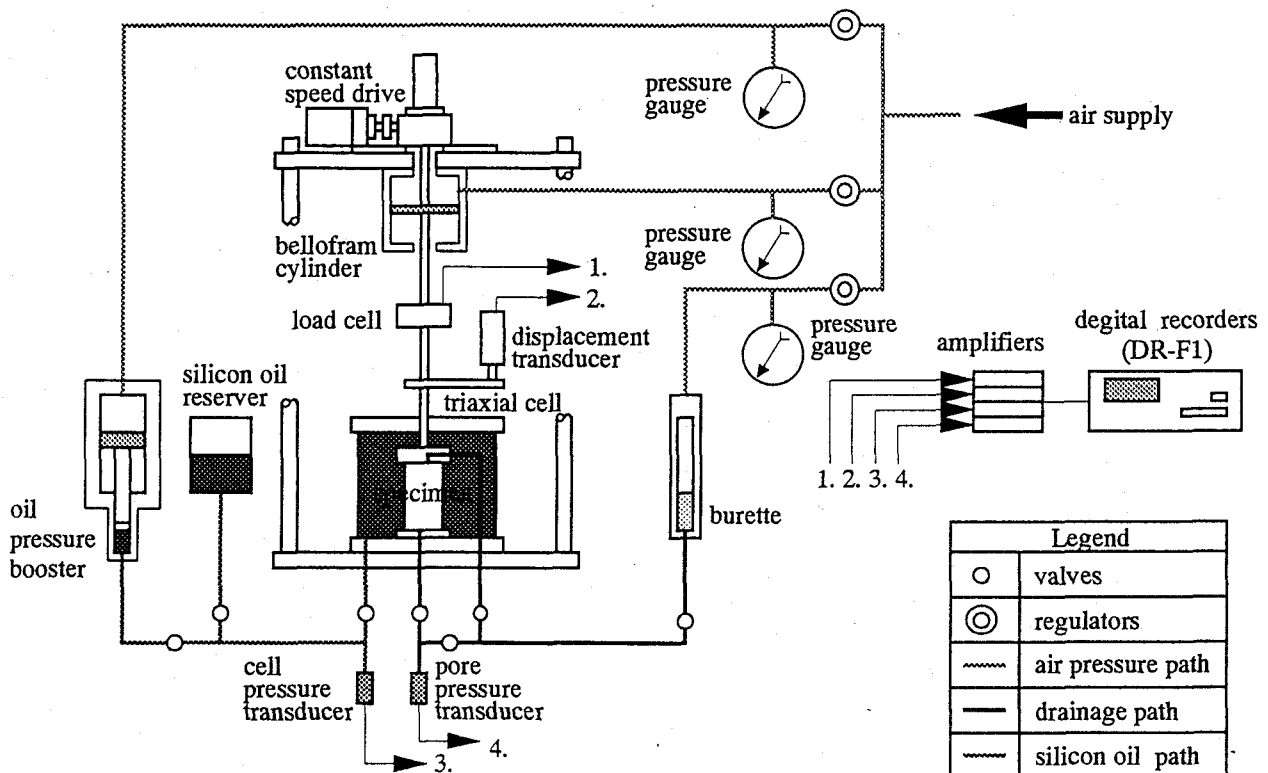 constant
speed drive
pressure
gauge
air supply
bellofram
cylinder
pressure
gauge
1.
2.
load cell
displacement
transducer
pressure
gauge
amplifiers
degital recorders
(DR-F1)
silicon oil
reserver
triaxial cell
specimen
1. 2. 3. 4.
burette
oil
pressure
booster
cell
pressure
transducer
pore
pressure
transducer
4.
3.
Legend
valves
regulators
air pressure path
drainage path
silicon oil path